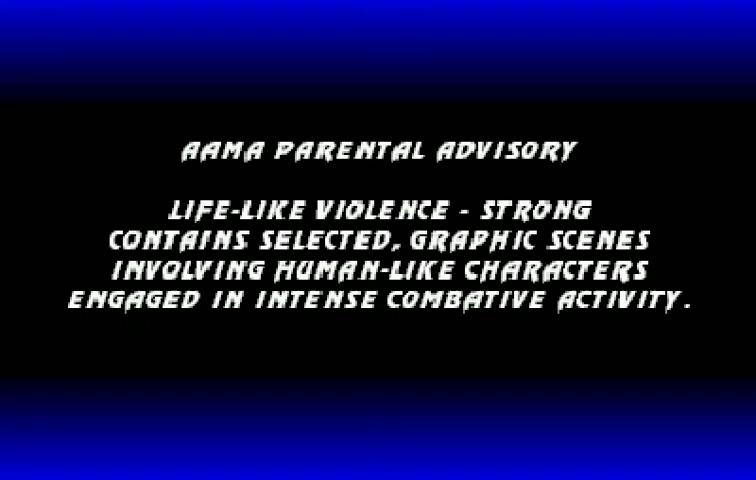 AAMA PARENTAL ADVISORY
LIFE-LIKE VIOLENCE - STRONG
CONTAINS SELECTED, GRAPHIC SCENES
INVOLVING HUMAN-LIKE CHARACTERS
ENGAGED IN INTENSE COMBATIVE ACTIVITY.